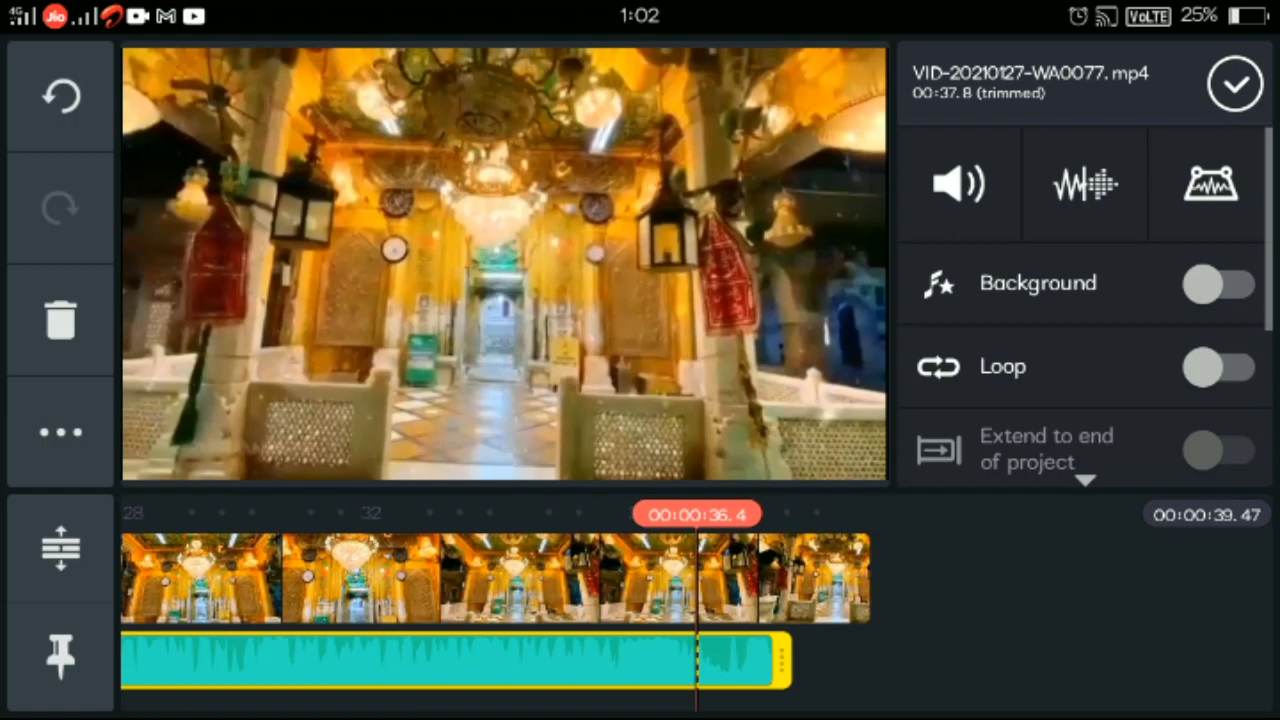 4G
Jio
1:02
VoLTE
25%
VID-20210127-WA0077.mp4
00:37.8 (trimmed)
Background
Loop
Extend to end
of project
28
32
00:00:36.4
00:00:39.47